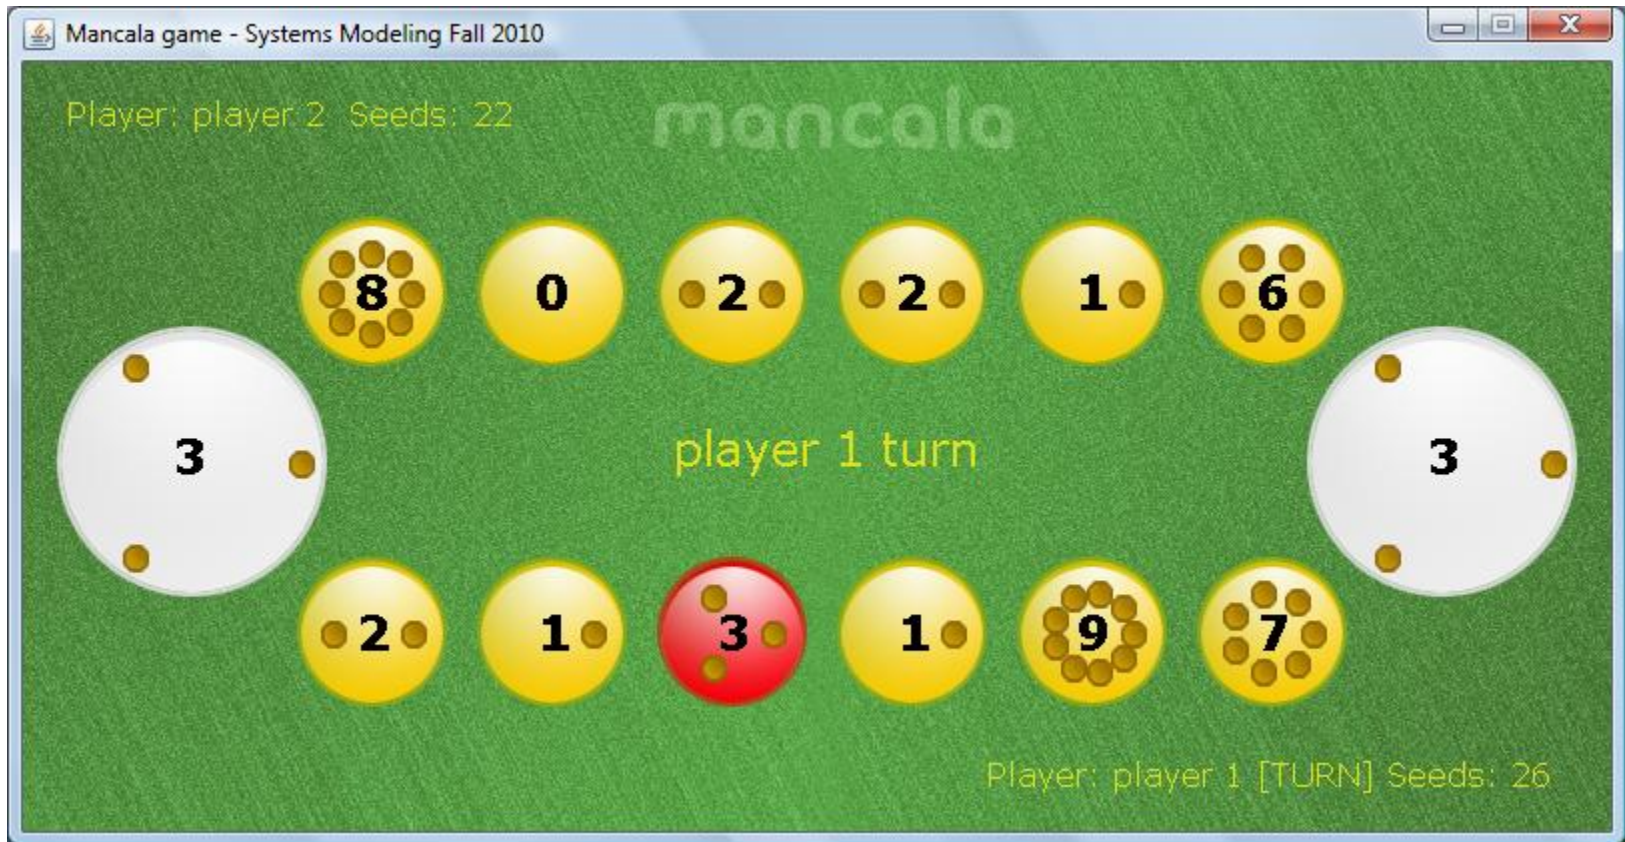 Mancala game - Systems Modeling Fall 2010
Player: player 2 Seeds: 22
mancala
8 0 2 2 1 6
3 3
player 1 turn
2 1 3 1 9 7
Player: player 1 [TURN] Seeds: 26